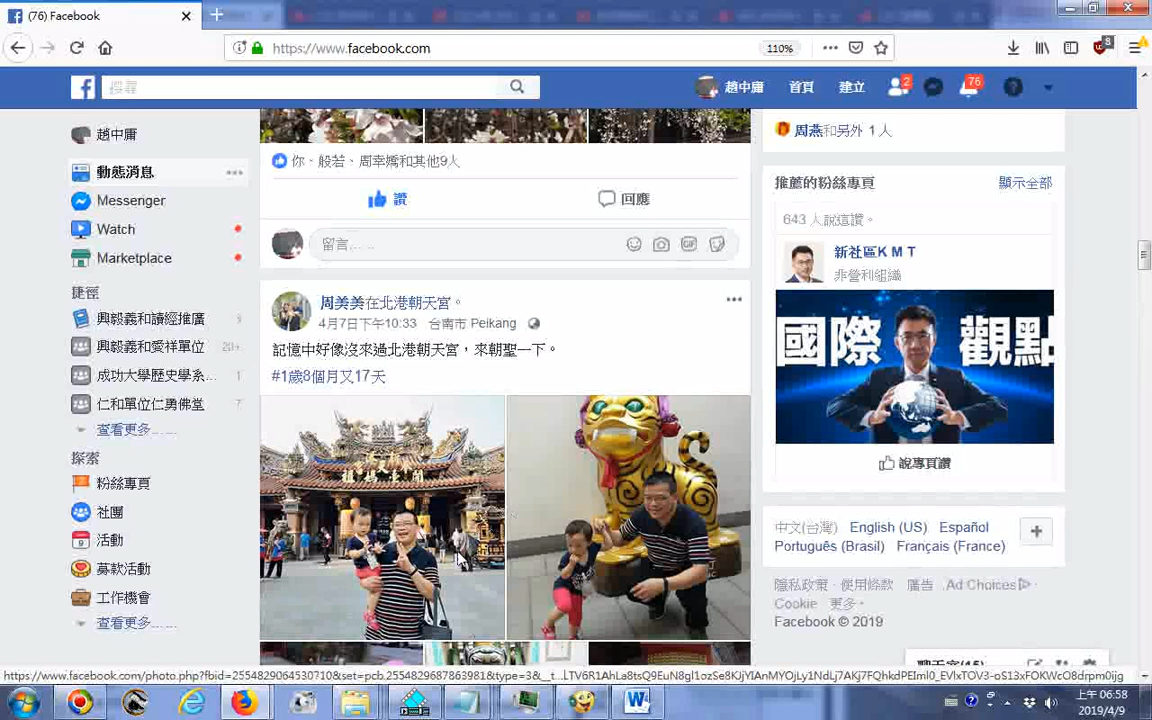 (76) Facebook
https://www.facebook.com
110%
8
搜尋
趙中庸
首頁
建立
2
76
趙中庸
動態消息
Messenger
Watch
Marketplace
捷徑
興毅義和讀經推廣
興毅義和愛祥單位
20+
成功大學歷史學系...
1
仁和單位仁勇佛堂
7
查看更多......
探索
粉絲專頁
社團
活動
募款活動
工作機會
查看更多......
你、般若、周幸嬌和其他9人
讚
回應
留言......
GIF
周美美在北港朝天宮。
4月7日下午10:33 台南市 Peikang
記憶中好像沒來過北港朝天宮，來朝聖一下。
#1歲8個月又17天
周燕和另外 1 人
推薦的粉絲專頁
顯示全部
643 人說這讚。
新社區K M T
非營利組織
國際
觀點
說專頁讚
中文(台灣) English (US) Español
Português (Brasil) Français (France)
隱私政策 · 使用條款 · 廣告 · Ad Choices ·
Cookie · 更多
Facebook © 2019
聊天室(15)
上午 06:58
2019/4/9